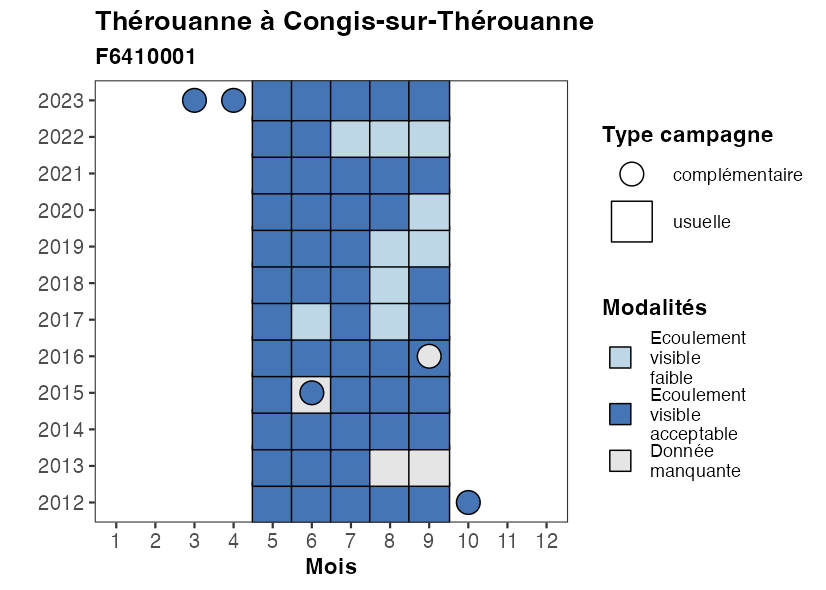 Thérouanne à Congis-sur-Thérouanne
F6410001
2023
2022
2021
2020
2019
2018
2017
2016
2015
2014
2013
2012
1 2 3 4 5 6 7 8 9 10 11 12
Mois
Type campagne
complémentaire
usuelle
Modalités
Ecoulement
visible
faible
Ecoulement
visible
acceptable
Donnée
manquante